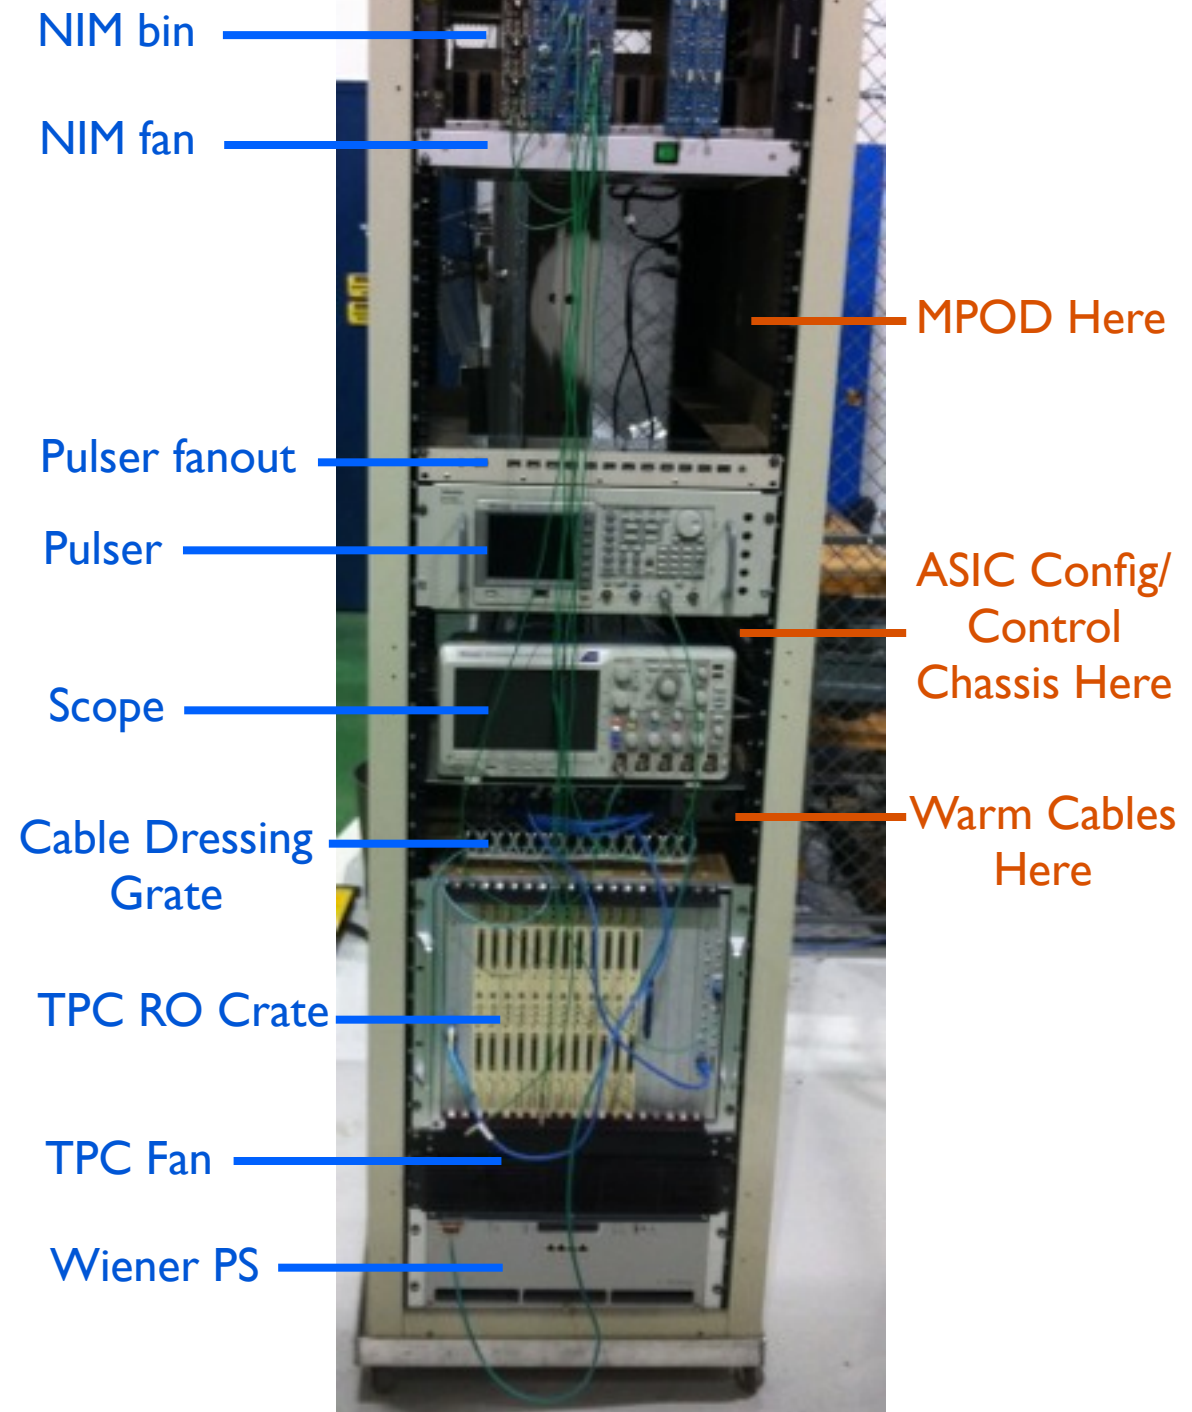 NIM bin
NIM fan
MPOD Here
Pulser fanout
Pulser
ASIC Config/
Control
Chassis Here
Scope
Warm Cables
Here
Cable Dressing
Grate
TPC RO Crate
TPC Fan
Wiener PS